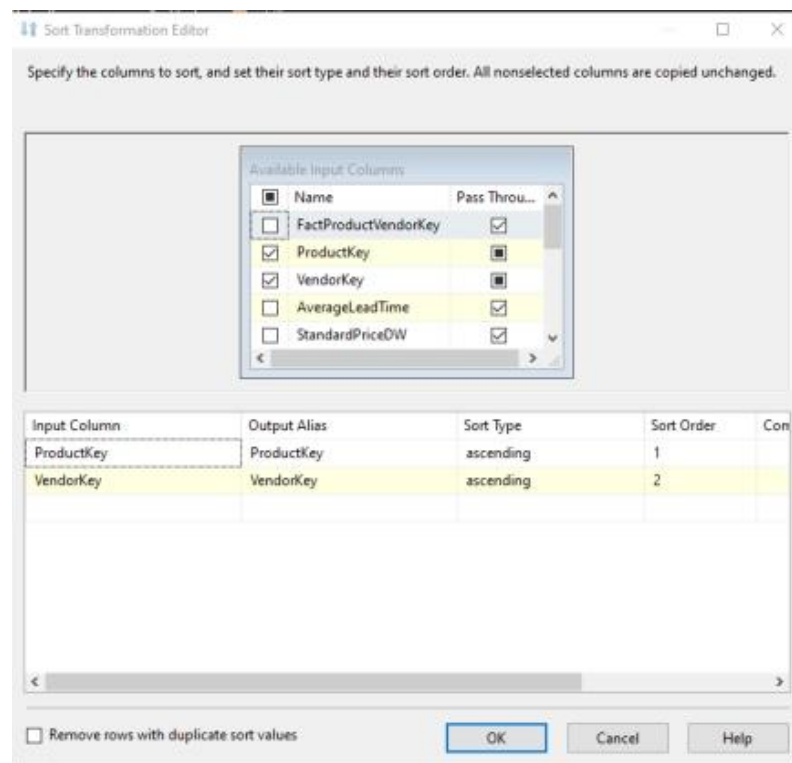 Sort Transformation Editor
Specify the columns to sort, and set their sort type and their sort order. All nonselected columns are copied unchanged.
Available Input Columns
Name Pass Throu...
FactProductVendorKey
ProductKey
VendorKey
AverageLeadTime
StandardPriceDW
Input Column Output Alias Sort Type Sort Order Com
ProductKey ProductKey ascending 1
VendorKey VendorKey ascending 2
Remove rows with duplicate sort values OK Cancel Help